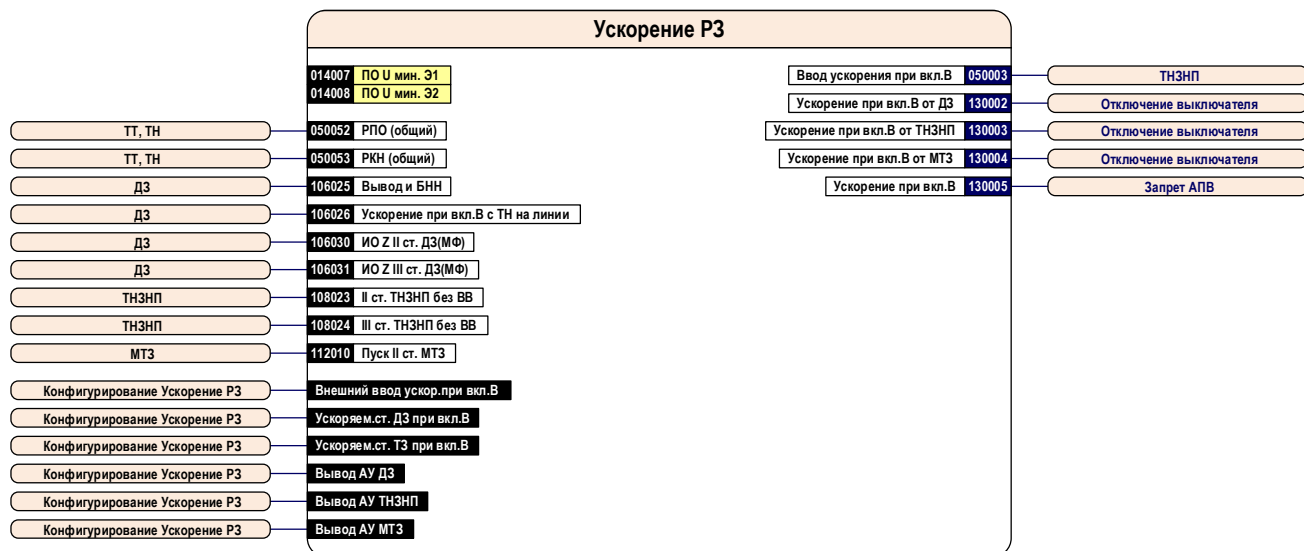 Ускорение РЗ
014007 ПО U мин. Э1
014008 ПО U мин. Э2
ТТ, ТН 050052 РПО (общий)
ТТ, ТН 050053 РКН (общий)
ДЗ 106025 Вывод и БНН
ДЗ 106026 Ускорение при вкл.В с ТН на линии
ДЗ 106030 ИО Z II ст. ДЗ(МФ)
ДЗ 106031 ИО Z III ст. ДЗ(МФ)
ТНЗНП 108023 II ст. ТНЗНП без ВВ
ТНЗНП 108024 III ст. ТНЗНП без ВВ
МТЗ 112010 Пуск II ст. МТЗ
Конфигурирование Ускорение РЗ Внешний ввод ускор.при вкл.В
Конфигурирование Ускорение РЗ Ускоряем.ст. ДЗ при вкл.В
Конфигурирование Ускорение РЗ Ускоряем.ст. ТЗ при вкл.В
Конфигурирование Ускорение РЗ Вывод АУ ДЗ
Конфигурирование Ускорение РЗ Вывод АУ ТНЗНП
Конфигурирование Ускорение РЗ Вывод АУ МТЗ
Ввод ускорения при вкл.В 050003 ТНЗНП
Ускорение при вкл.В от ДЗ 130002 Отключение выключателя
Ускорение при вкл.В от ТНЗНП 130003 Отключение выключателя
Ускорение при вкл.В от МТЗ 130004 Отключение выключателя
Ускорение при вкл.В 130005 Запрет АПВ